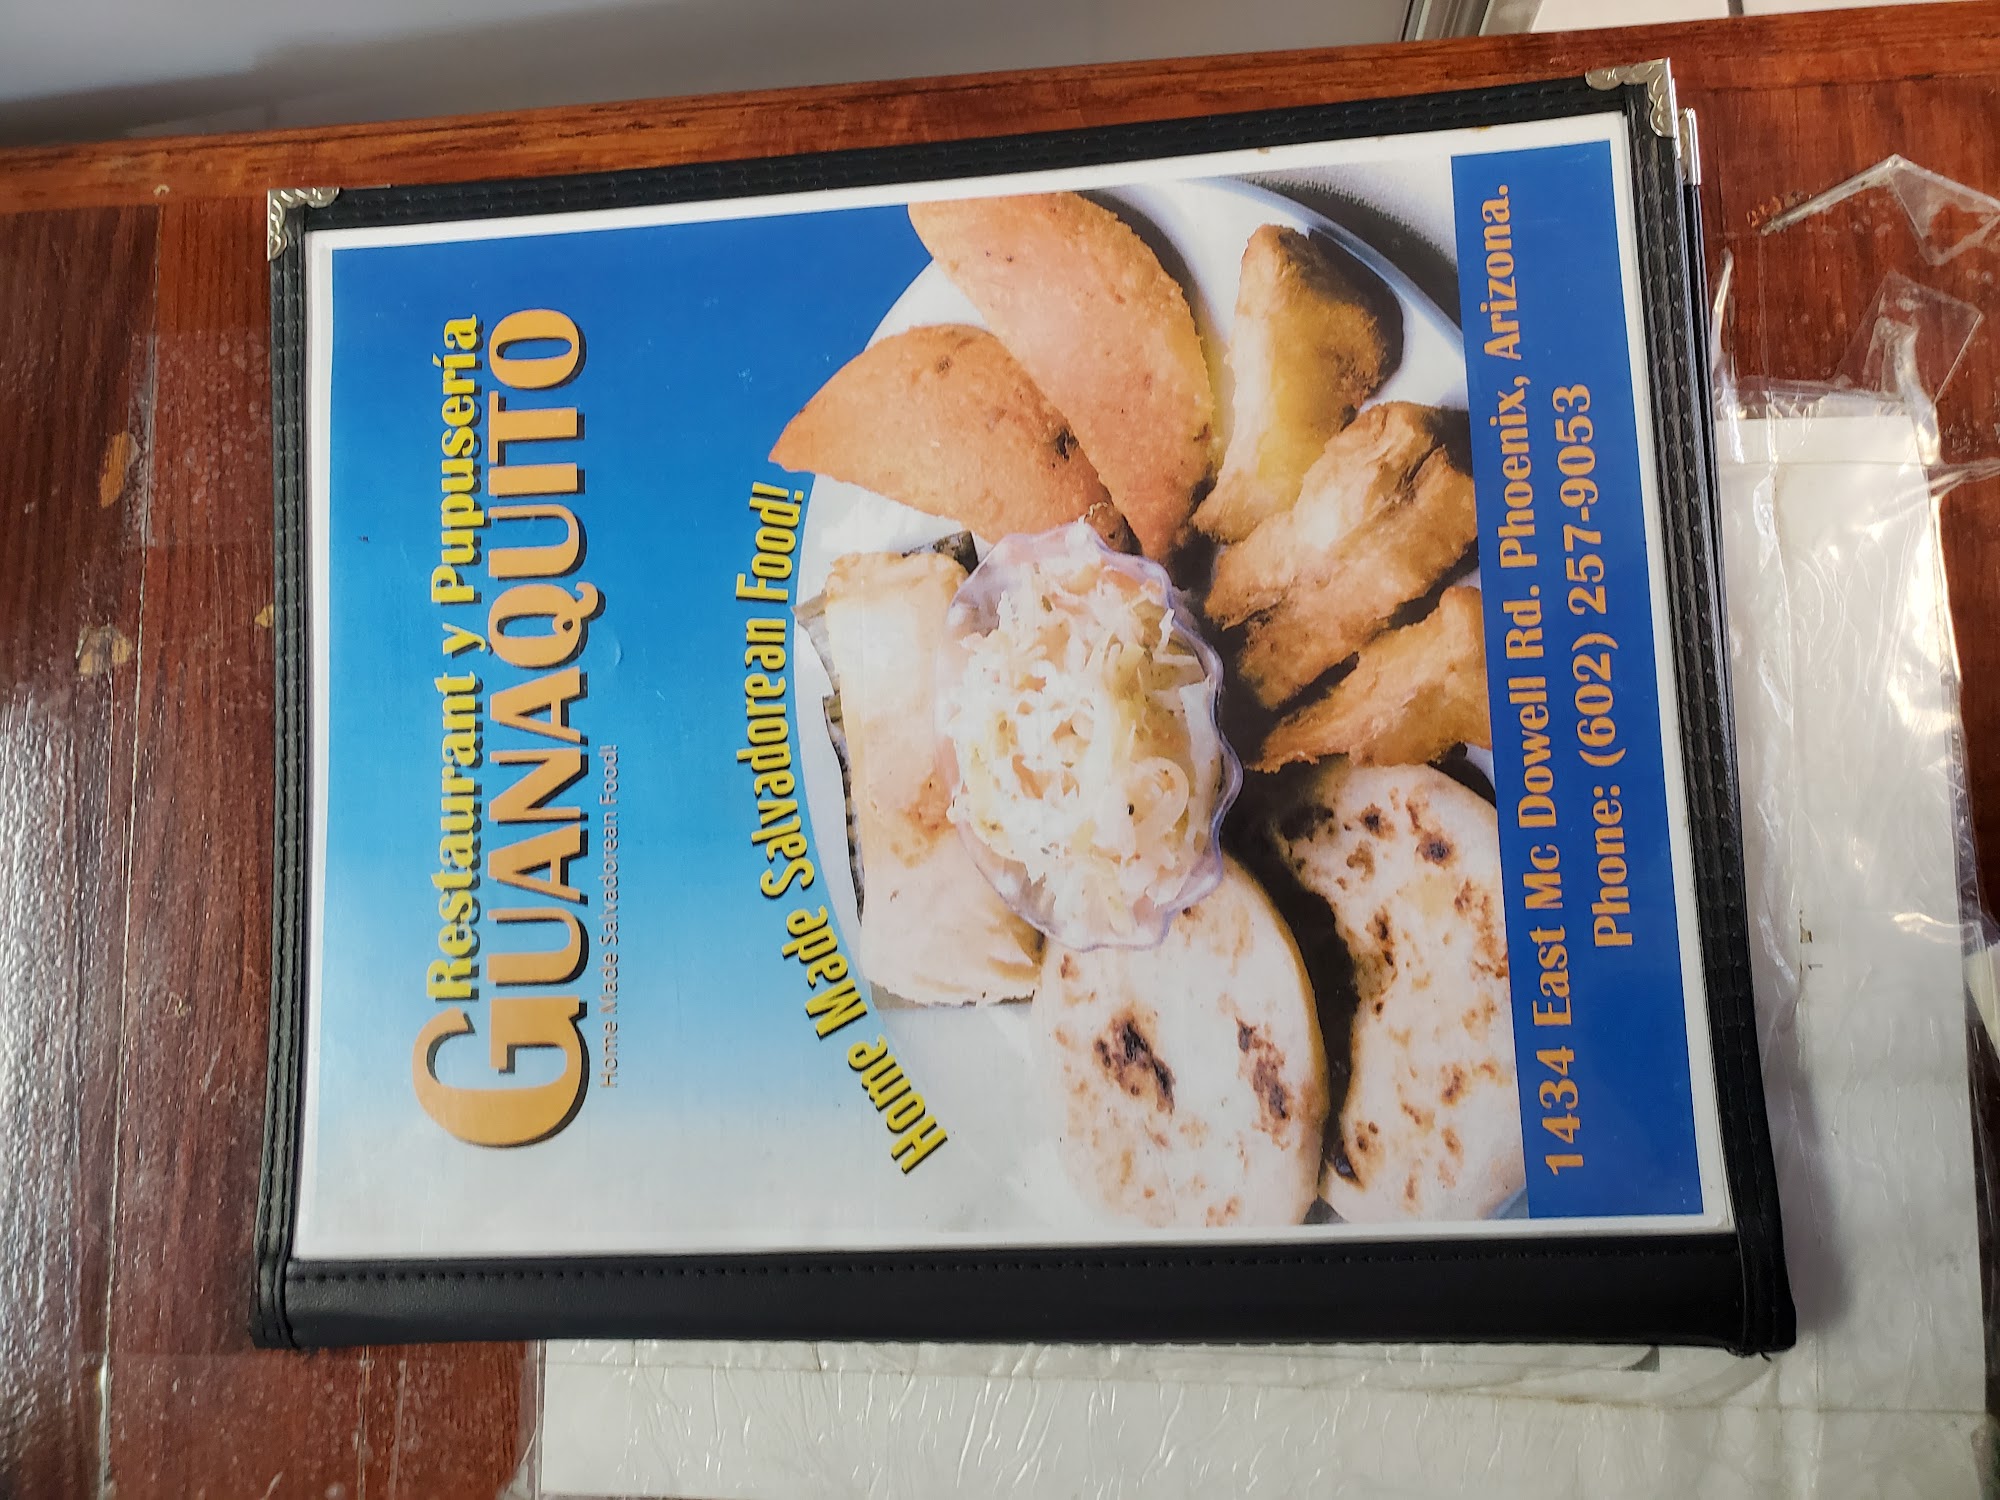 Restaurant y Pupusería
GUANAQUITO
Home Made Salvadorean Food!
Home Made Salvadorean Food!
1434 East Mc Dowell Rd. Phoenix, Arizona.
Phone: (602) 257-9053